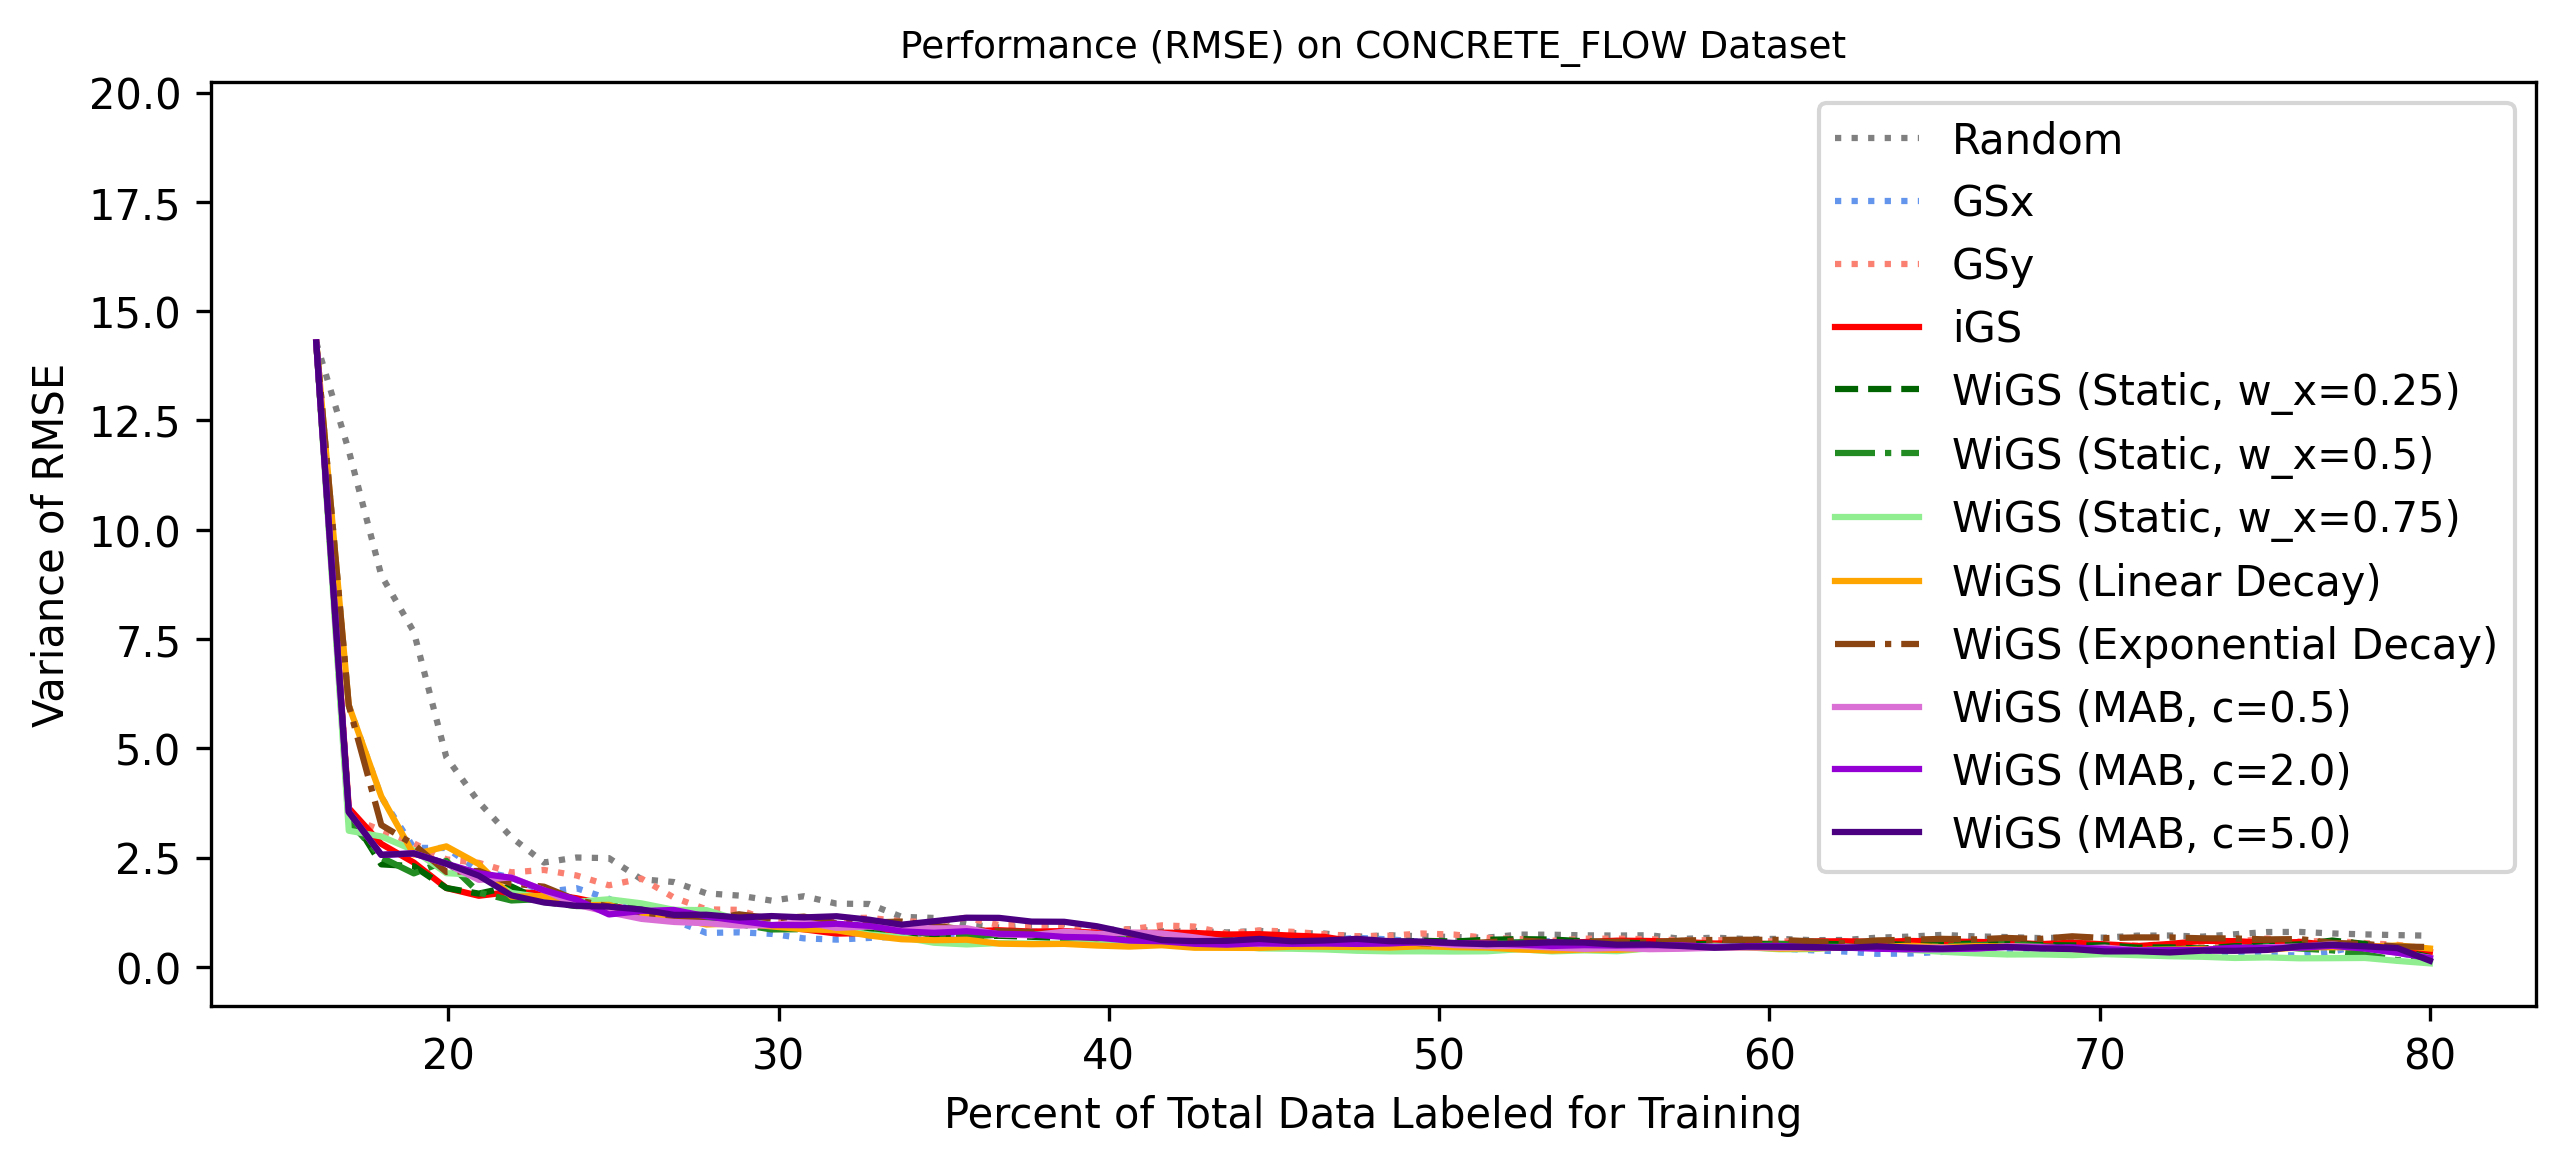 Performance (RMSE) on CONCRETE_FLOW Dataset
20.0
17.5
15.0
12.5
10.0
7.5
5.0
2.5
0.0
Variance of RMSE
Random
GSx
GSy
iGS
WiGS (Static, w_x=0.25)
WiGS (Static, w_x=0.5)
WiGS (Static, w_x=0.75)
WiGS (Linear Decay)
WiGS (Exponential Decay)
WiGS (MAB, c=0.5)
WiGS (MAB, c=2.0)
WiGS (MAB, c=5.0)
20 30 40 50 60 70 80
Percent of Total Data Labeled for Training